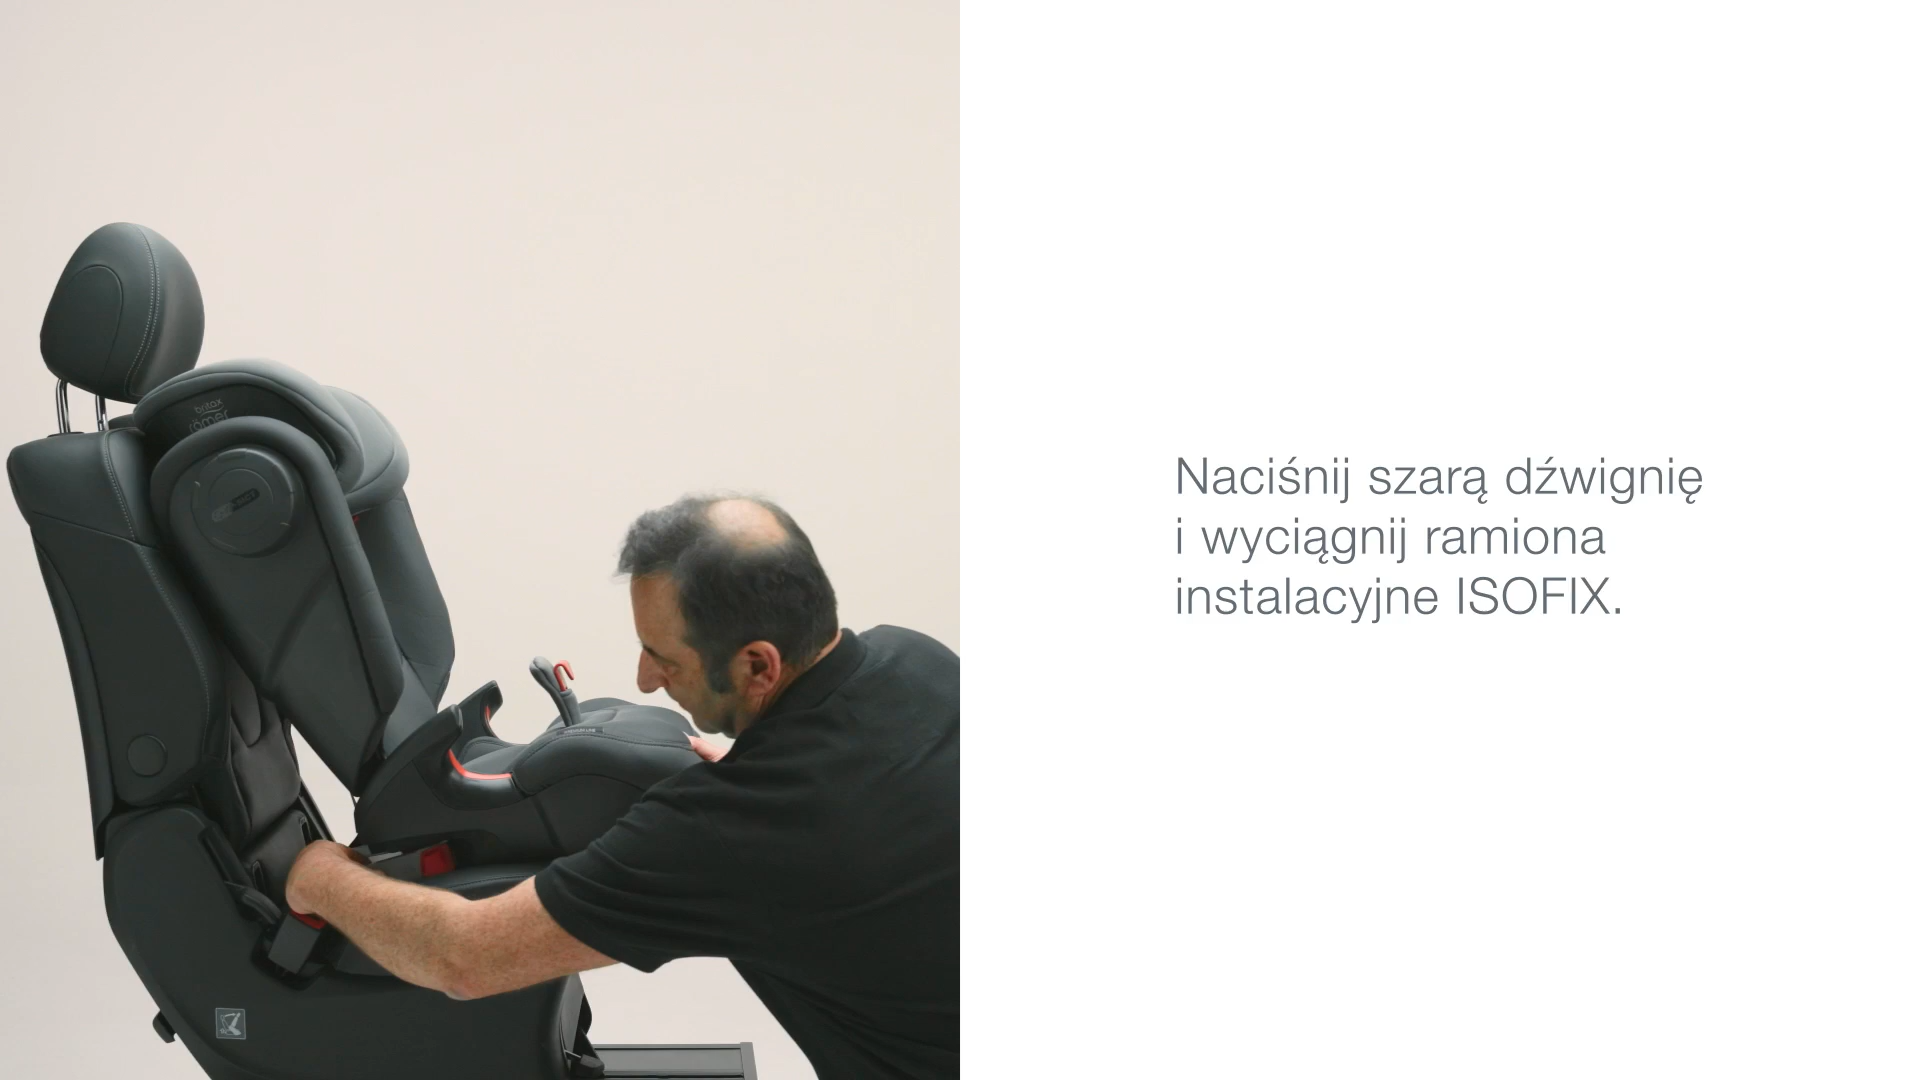 britax
römer
Naciśnij szarą dźwignię
i wyciągnij ramiona
instalacyjne ISOFIX.